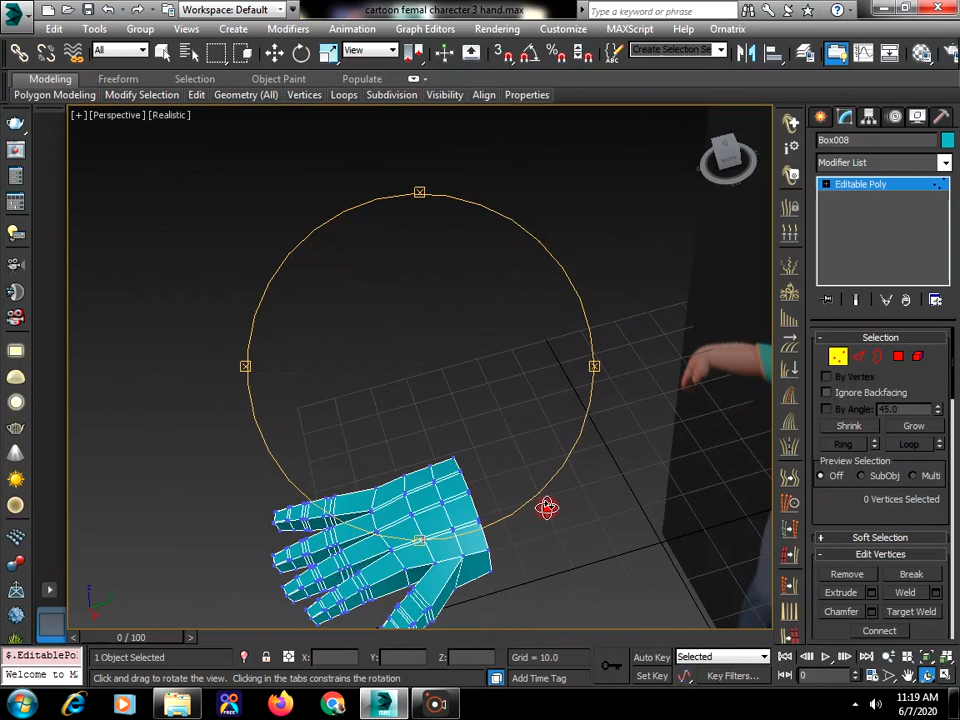 Workspace: Default
cartoon femal charecter 3 hand.max
Type a keyword or phrase
Edit Tools Group Views Create Modifiers Animation Graph Editors Rendering Customize MAXScript Help Ornatrix
All
View
3
Create Selection Se
Modeling Freeform Selection Object Paint Populate
Polygon Modeling Modify Selection Edit Geometry (All) Vertices Loops Subdivision Visibility Align Properties
[+] [Perspective] [Realistic]
Box008
Modifier List
Editable Poly
Selection
By Vertex
Ignore Backfacing
By Angle: 45.0
Shrink Grow
Ring Loop
Preview Selection
Off SubObj Multi
0 Vertices Selected
Soft Selection
Edit Vertices
Remove Break
Extrude Weld
Chamfer Target Weld
Connect
0 / 100
$.EditablePol
Welcome to M
1 Object Selected
X: Y: Z:
Grid = 10.0
Click and drag to rotate the view. Clicking in the tabs constrains the rotation
Add Time Tag
Auto Key Selected
Set Key Key Filters...
0
11:19 AM
6/7/2020